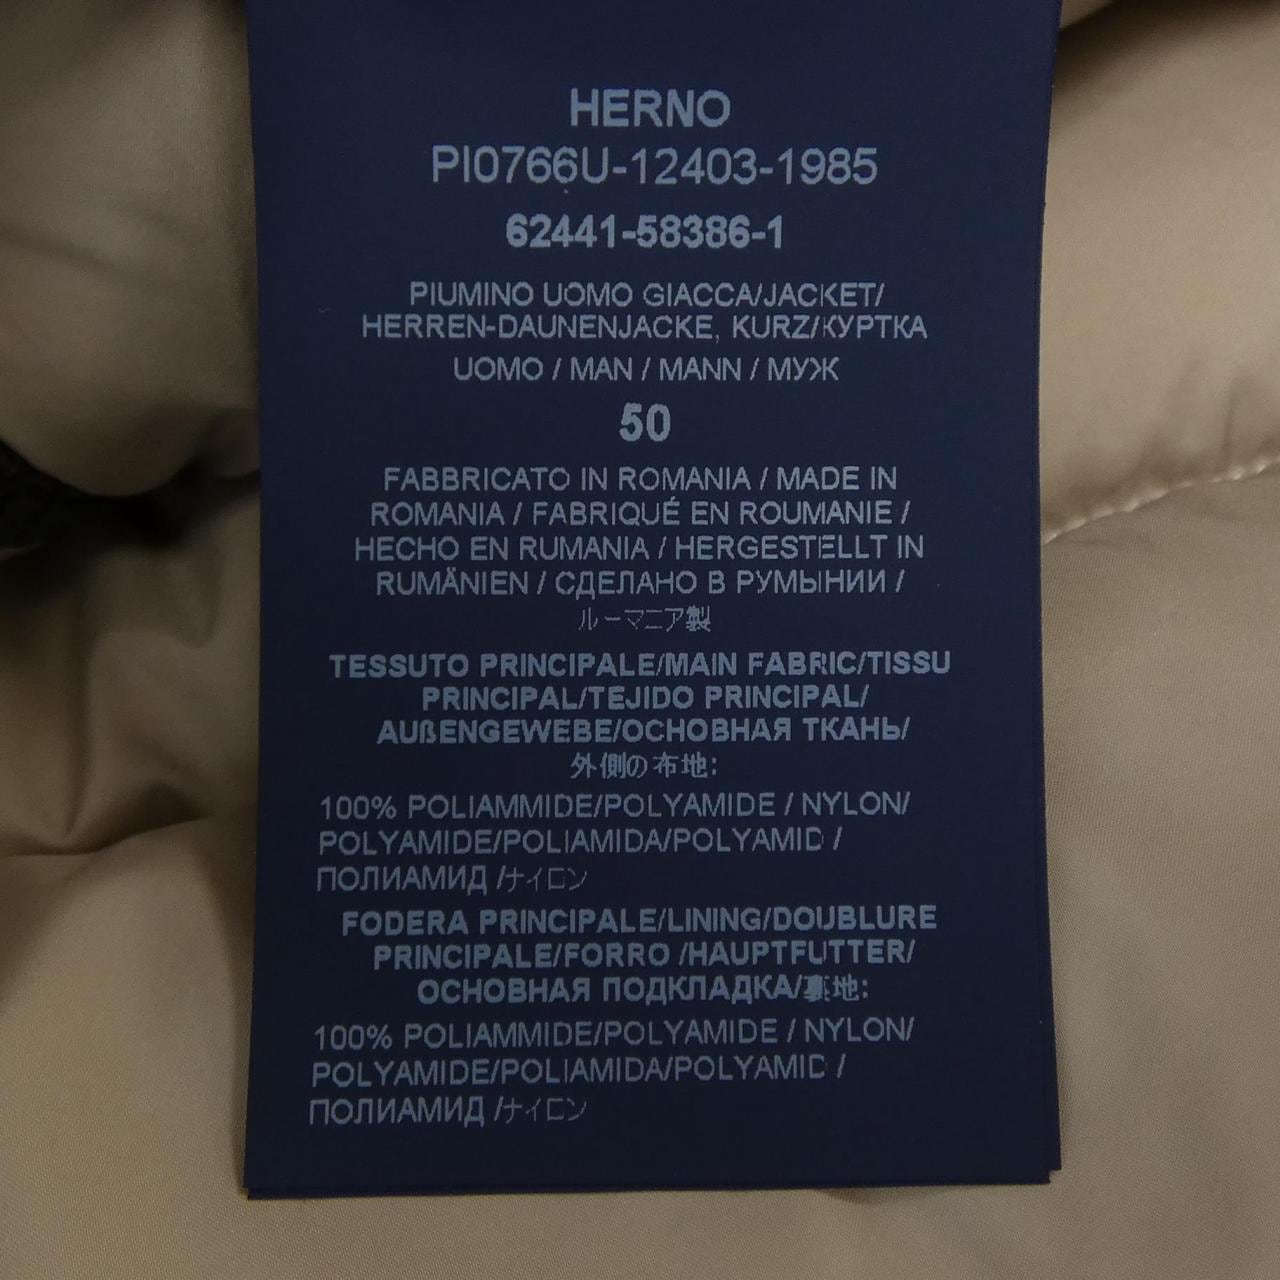 HERNO
PI0766U-12403-1985
62441-58386-1
PIUMINO UOMO GIACCA/JACKET/
HERREN-DAUNENJACKE, KURZ/КУРТКА
UOMO / MAN / MANN / МУЖ
50
FABBRICATO IN ROMANIA / MADE IN
ROMANIA / FABRIQUÉ EN ROUMANIE /
HECHO EN RUMANIA / HERGESTELLT IN
RUMÄNIEN / СДЕЛАНО В РУМЫНИИ /
ルーマニア製
TESSUTO PRINCIPALE/MAIN FABRIC/TISSU
PRINCIPAL/TEJIDO PRINCIPAL/
AUßENGEWEBE/ОСНОВНАЯ ТКАНЬ/
外側の布地:
100% POLIAMMIDE/POLYAMIDE / NYLON/
POLYAMIDE/POLIAMIDA/POLYAMID /
ПОЛИАМИД /ナイロン
FODERA PRINCIPALE/LINING/DOUBLURE
PRINCIPALE/FORRO /HAUPTFUTTER/
ОСНОВНАЯ ПОДКЛАДКА/裏地:
100% POLIAMMIDE/POLYAMIDE / NYLON/
POLYAMIDE/POLIAMIDA/POLYAMID /
ПОЛИАМИД /ナイロン